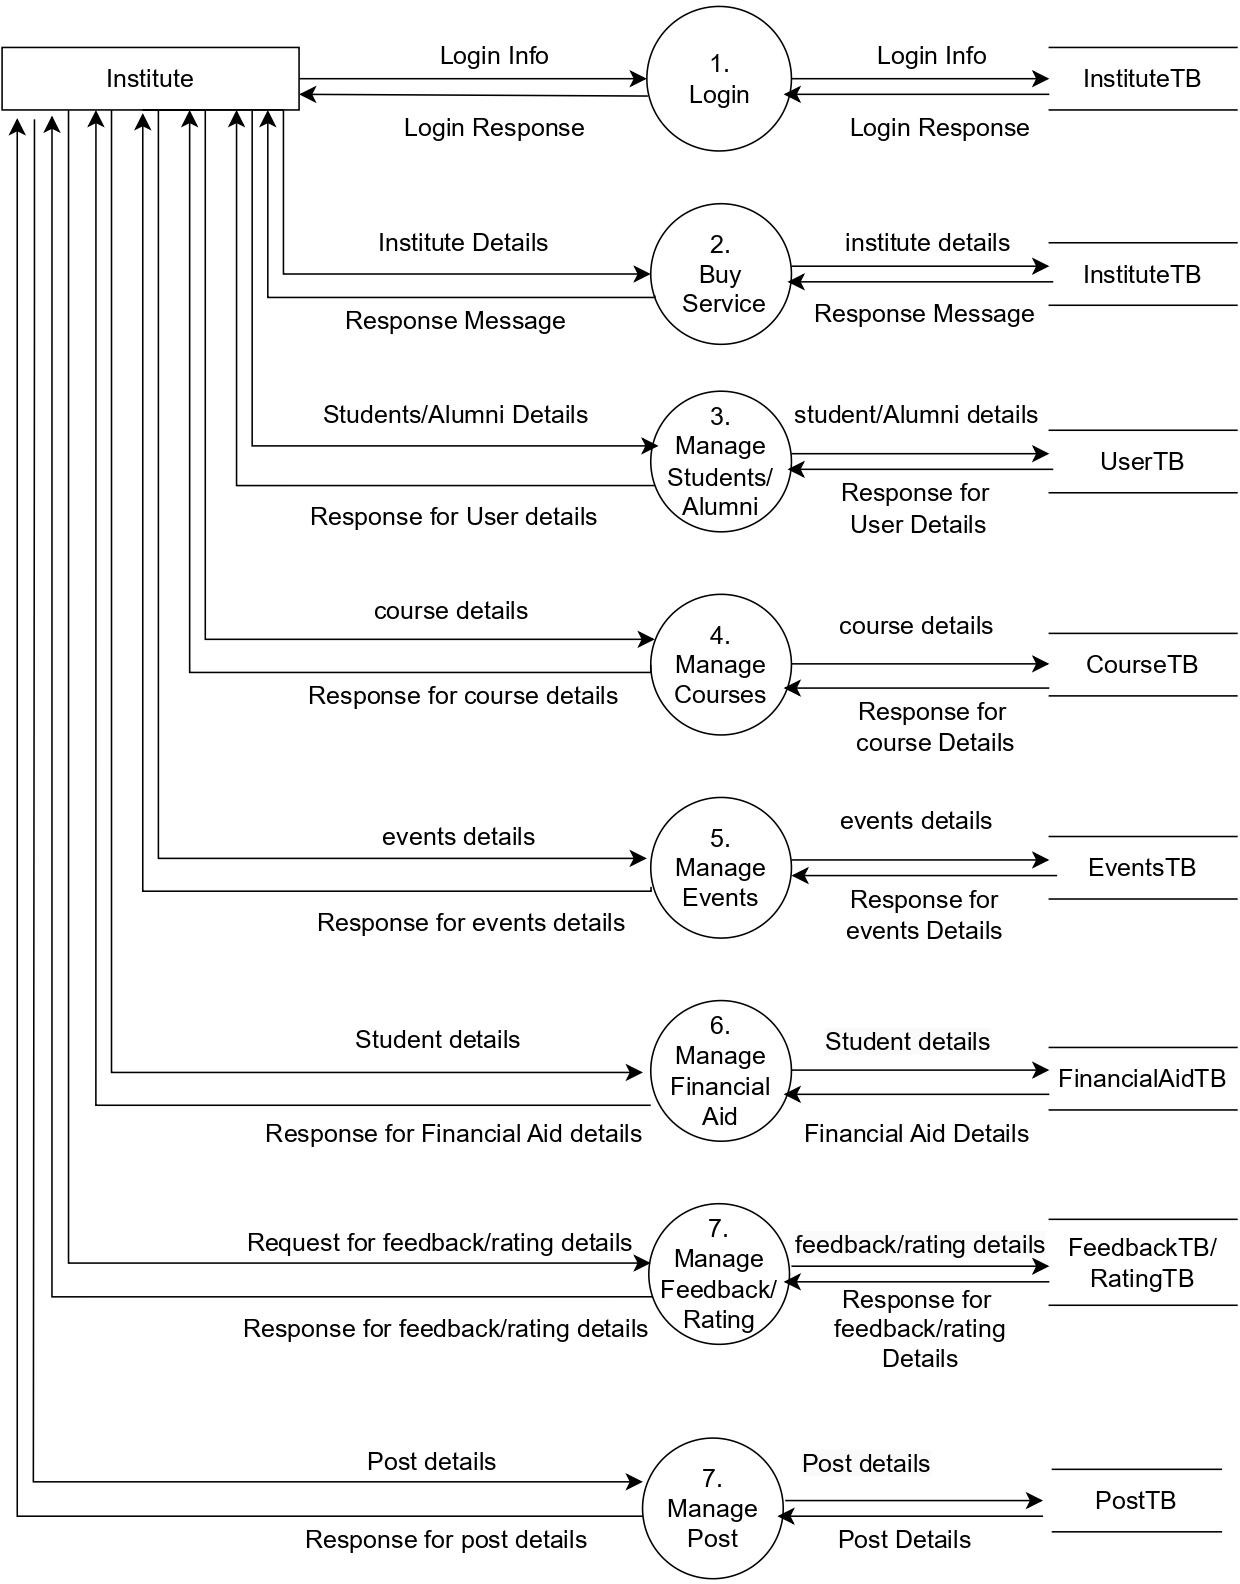 Institute
Login Info
1.
Login
Login Info
InstituteTB
Login Response
Login Response
Institute Details
2.
Buy
Service
institute details
InstituteTB
Response Message
Response Message
Students/Alumni Details
3.
Manage
Students/
Alumni
student/Alumni details
UserTB
Response for User details
Response for
User Details
course details
4.
Manage
Courses
course details
CourseTB
Response for course details
Response for
course Details
events details
5.
Manage
Events
events details
EventsTB
Response for events details
Response for
events Details
Student details
6.
Manage
Financial
Aid
Student details
FinancialAidTB
Response for Financial Aid details
Financial Aid Details
Request for feedback/rating details
7.
Manage
Feedback/
Rating
feedback/rating details
FeedbackTB/
RatingTB
Response for feedback/rating details
Response for
feedback/rating
Details
Post details
7.
Manage
Post
Post details
PostTB
Response for post details
Post Details